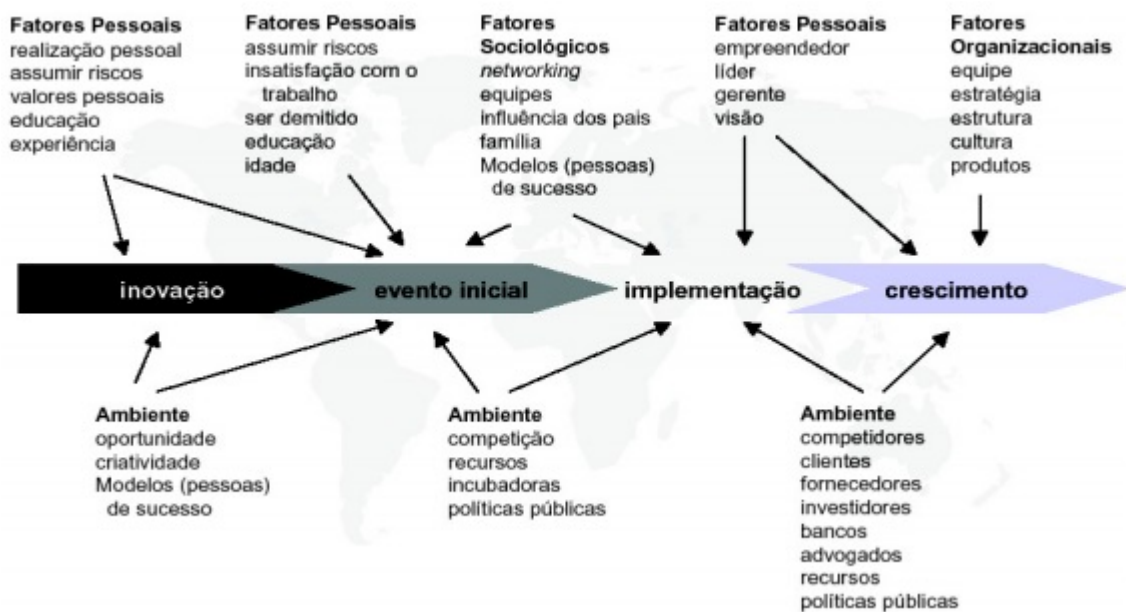 Fatores Pessoais
realização pessoal
assumir riscos
valores pessoais
educação
experiência
Fatores Pessoais
assumir riscos
insatisfação com o
trabalho
ser demitido
educação
idade
Fatores
Sociológicos
networking
equipes
influência dos pais
família
Modelos (pessoas)
de sucesso
Fatores Pessoais
empreendedor
líder
gerente
visão
Fatores
Organizacionais
equipe
estratégia
estrutura
cultura
produtos
inovação
evento inicial
implementação
crescimento
Ambiente
oportunidade
criatividade
Modelos (pessoas)
de sucesso
Ambiente
competição
recursos
incubadoras
políticas públicas
Ambiente
competidores
clientes
fornecedores
investidores
bancos
advogados
recursos
políticas públicas